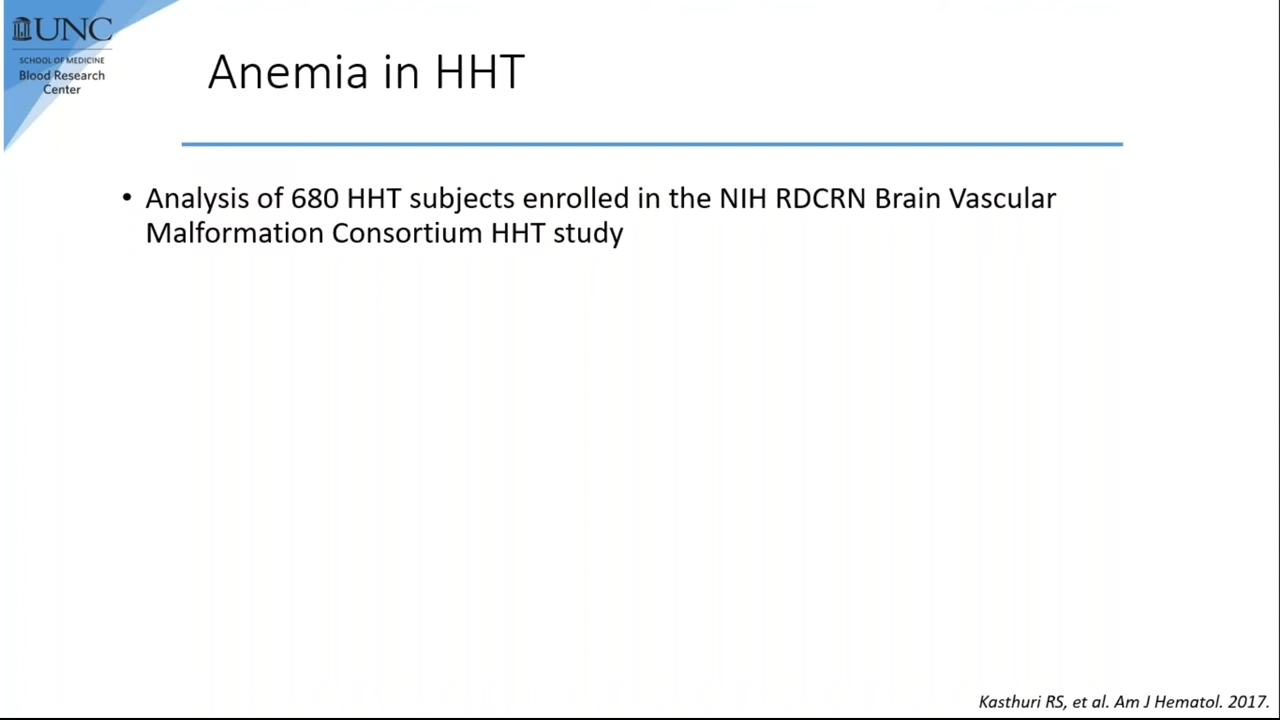 UNC
SCHOOL OF MEDICINE
Blood Research
Center
Anemia in HHT
• Analysis of 680 HHT subjects enrolled in the NIH RDCRN Brain Vascular
Malformation Consortium HHT study
Kasthuri RS, et al. Am J Hematol. 2017.